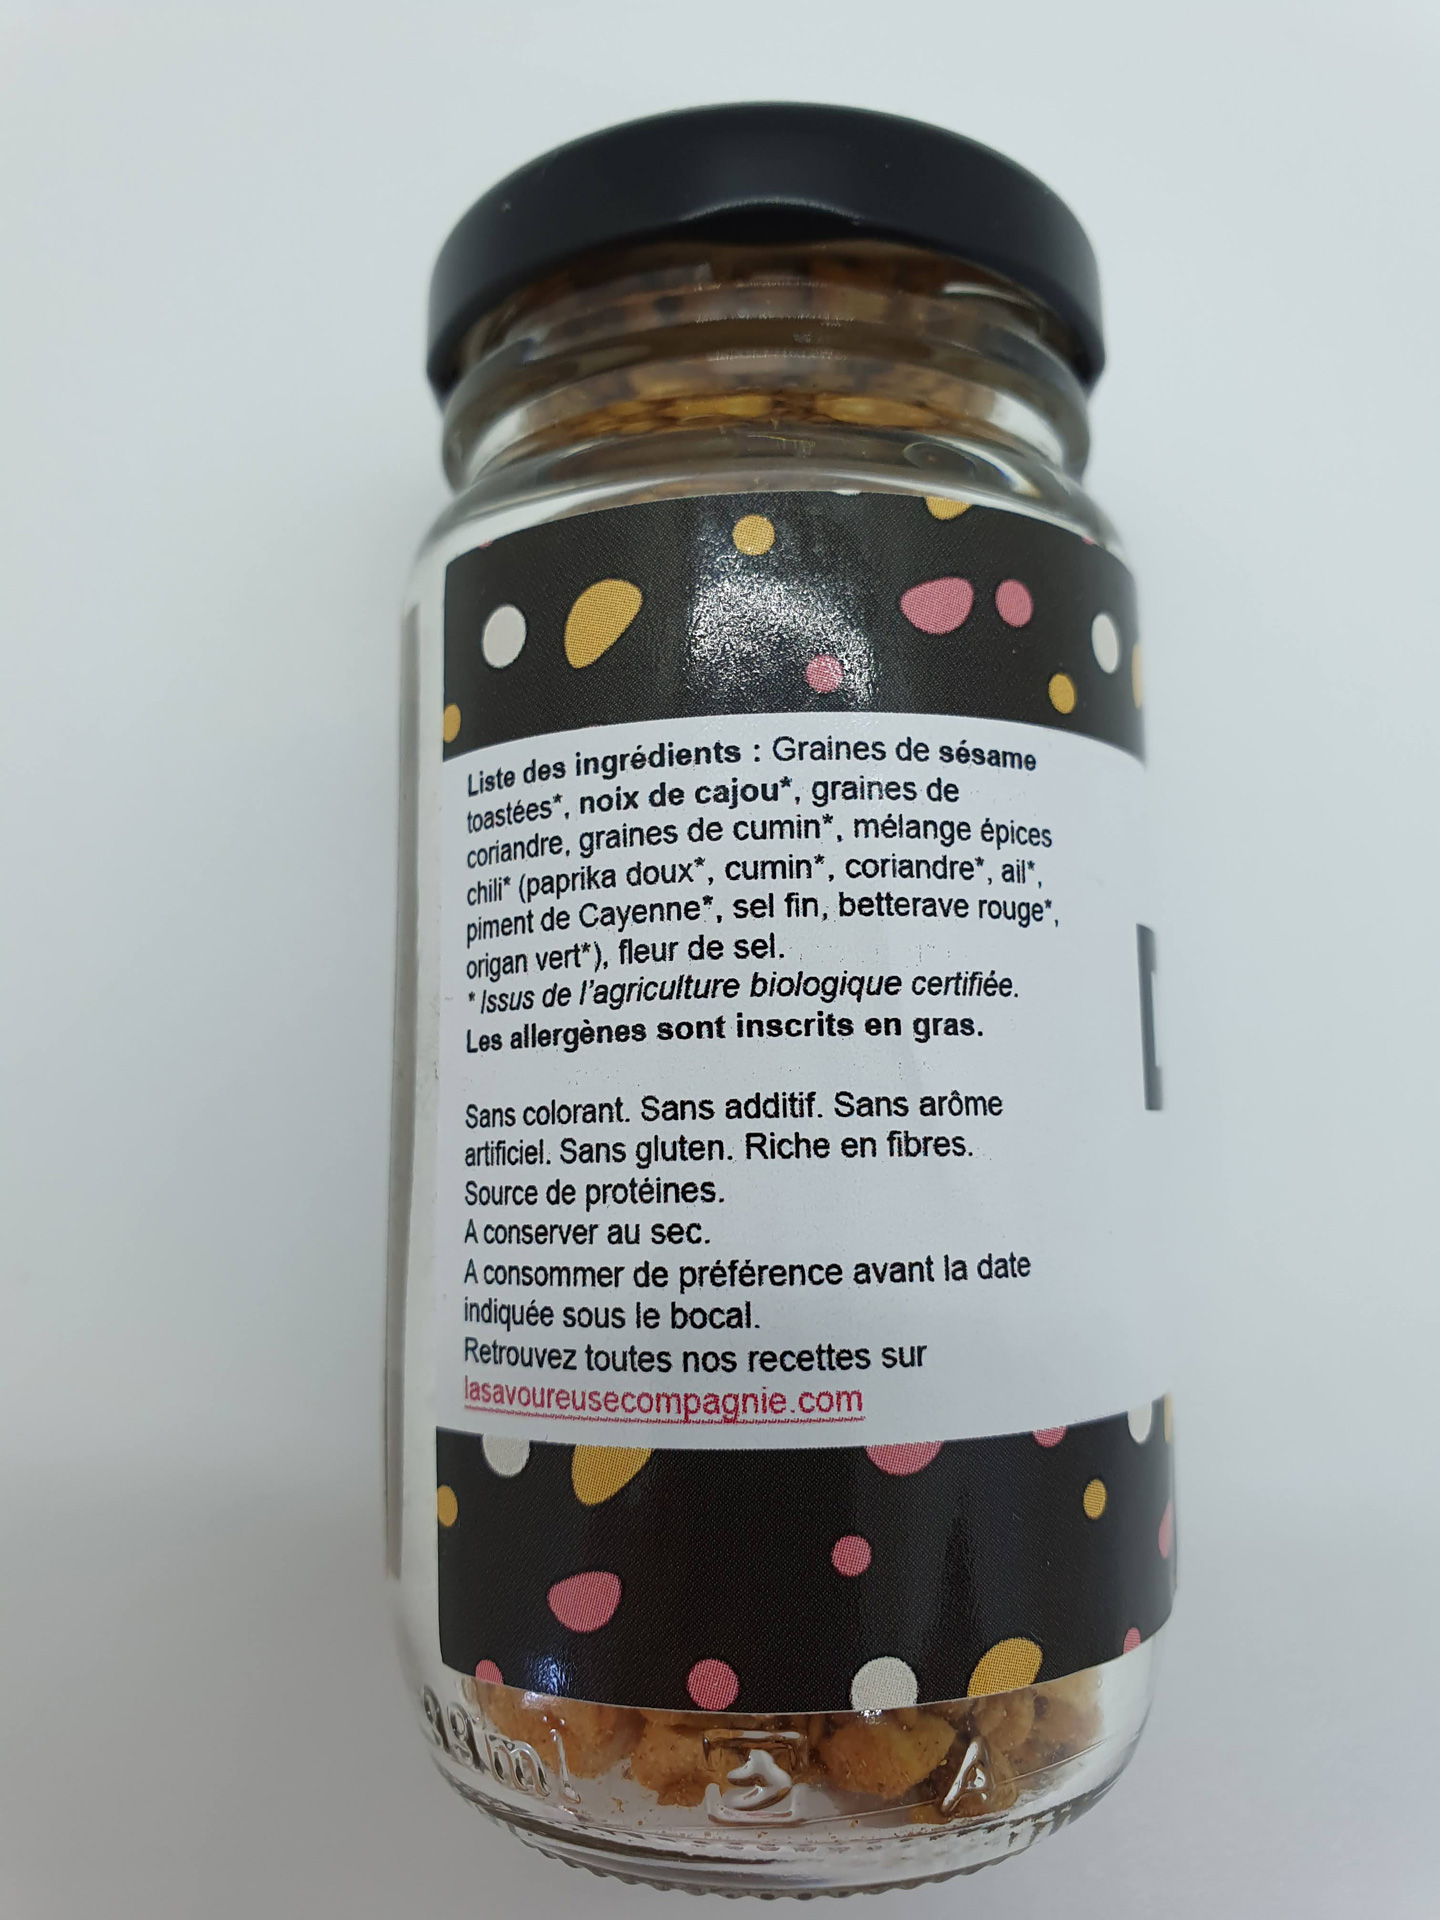 Liste des ingrédients : Graines de sésame
toastées*, noix de cajou*, graines de
coriandre, graines de cumin*, mélange épices
chili* (paprika doux*, cumin*, coriandre*, ail*,
piment de Cayenne*, sel fin, betterave rouge*,
origan vert*), fleur de sel.
* Issus de l'agriculture biologique certifiée.
Les allergènes sont inscrits en gras.
Sans colorant. Sans additif. Sans arôme
artificiel. Sans gluten. Riche en fibres.
Source de protéines.
A conserver au sec.
A consommer de préférence avant la date
indiquée sous le bocal.
Retrouvez toutes nos recettes sur
lasavoureusecompagnie.com
ml A